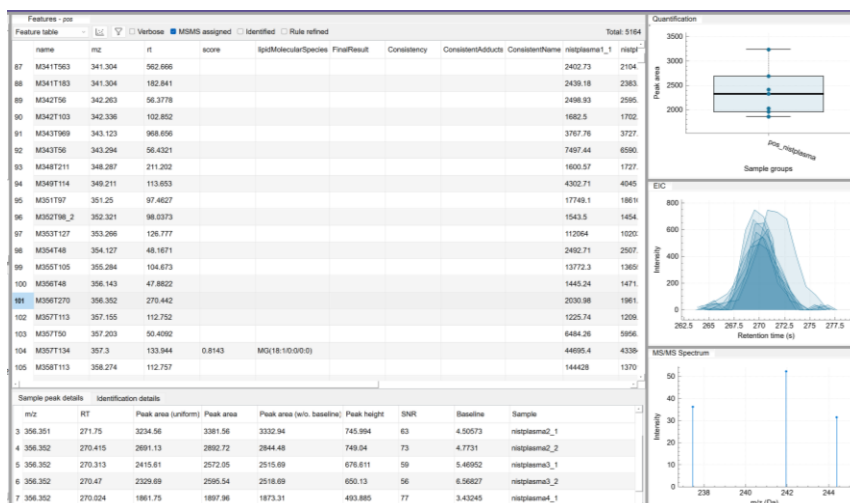 Features - pos
Feature table Verbose MSMS assigned Identified Rule refined Total: 5164
name mz rt score lipidMolecularSpecies FinalResult Consistency ConsistentAdducts ConsistentName nistplasma1_1 nistpl
87 M341T563 341.304 562.666 2402.73 2104.
88 M341T183 341.304 182.841 2439.18 2383.
89 M342T56 342.263 56.3778 2498.93 2595.
90 M342T103 342.336 102.852 1682.5 1702.
91 M343T969 343.123 968.656 3767.76 3727.
92 M343T56 343.294 56.4321 7497.44 6590.
93 M348T211 348.287 211.202 1600.57 1727.
94 M349T114 349.211 113.653 4302.71 4045
95 M351T97 351.25 97.4627 17749.1 1861
96 M352T98_2 352.321 98.0373 1543.5 1454.
97 M353T127 353.266 126.777 112064 1020
98 M354T48 354.127 48.1671 2492.71 2507.
99 M355T105 355.284 104.673 13772.3 1365
100 M356T48 356.143 47.8822 1445.24 1471.
101 M356T270 356.352 270.442 2030.98 1961.
102 M357T113 357.155 112.752 1225.74 1209.
103 M357T50 357.203 50.4092 6484.26 5956.
104 M357T134 357.3 133.944 0.8143 MG(18:1/0:0/0:0) 44695.4 4338
105 M358T113 358.274 112.757 144428 1370
Sample peak details Identification details
m/z RT Peak area (uniform) Peak area Peak area (w/o. baseline) Peak height SNR Baseline Sample
3 356.351 271.75 3234.56 3381.56 3332.94 745.994 63 4.50573 nistplasma2_1
4 356.352 270.415 2691.13 2892.72 2844.48 749.04 73 4.7731 nistplasma2_2
5 356.352 270.313 2415.61 2572.05 2515.69 676.611 59 5.46952 nistplasma3_1
6 356.352 270.47 2329.69 2595.54 2518.69 650.13 56 6.56827 nistplasma3_2
7 356.352 270.024 1861.75 1897.96 1873.31 493.885 77 3.43245 nistplasma4_1
Quantification
3500
3000
2500
2000
Peak area
pos_nistplasma
Sample groups
EIC
800
600
400
200
0
Intensity
262.5 265 267.5 270 272.5 275 277.5
Retention time (s)
MS/MS Spectrum
50
40
30
20
10
0
Intensity
238 240 242 244
m/z (Da)